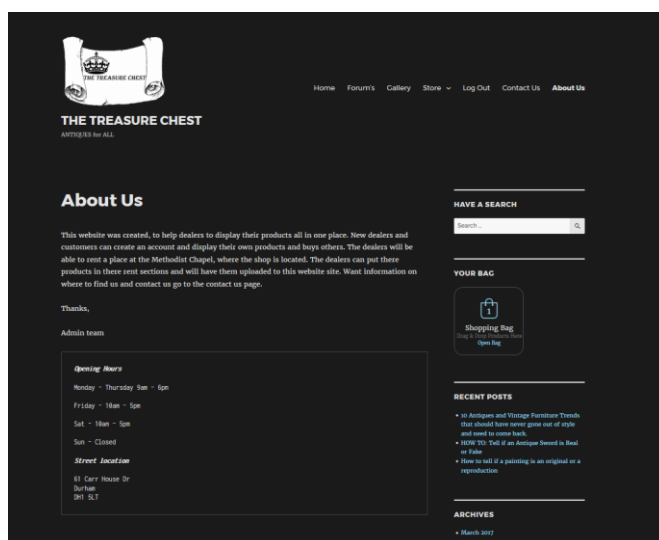 THE TREASURE CHEST
THE TREASURE CHEST
ANTIQUES for ALL
Home Forum's Gallery Store Log Out Contact Us About Us
About Us
This website was created, to help dealers to display their products all in one place. New dealers and
customers can create an account and display their own products and buys others. The dealers will be
able to rent a place at the Methodist Chapel, where the shop is located. The dealers can put there
products in there rent sections and will have them uploaded to this website site. Want information on
where to find us and contact us go to the contact us page.
Thanks,
Admin team
Opening Hours
Monday - Thursday 9am - 6pm
Friday - 10am - 5pm
Sat - 10am - 5pm
Sun - Closed
Street location
61 Carr House Dr
Durham
DH1 5LT
HAVE A SEARCH
Search...
YOUR BAG
1
Shopping Bag
Drag & Drop Products Here
Open Bag
RECENT POSTS
10 Antiques and Vintage Furniture Trends
that should have never gone out of style
and need to come back.
HOW TO: Tell if an Antique Sword is Real
or Fake
How to tell if a painting is an original or a
reproduction
ARCHIVES
March 2017